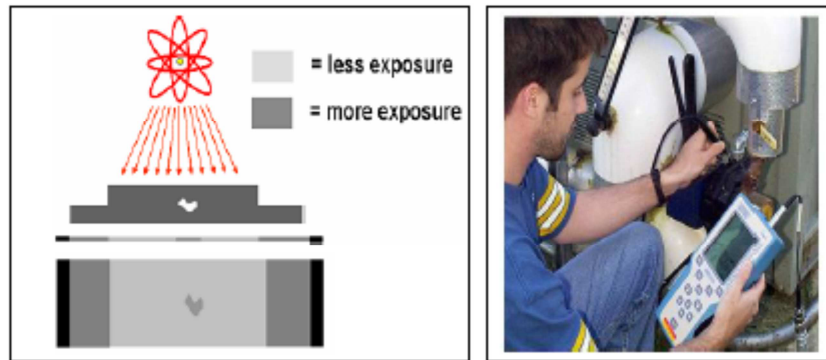 = less exposure
= more exposure